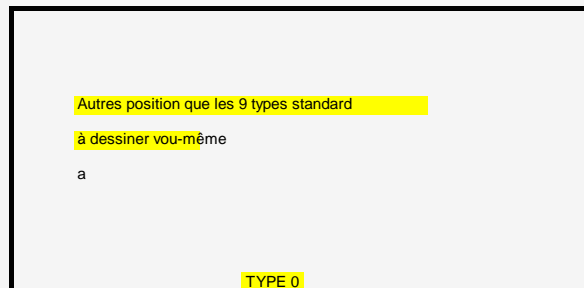 Autres position que les 9 types standard
à dessiner vou-même
a
TYPE 0